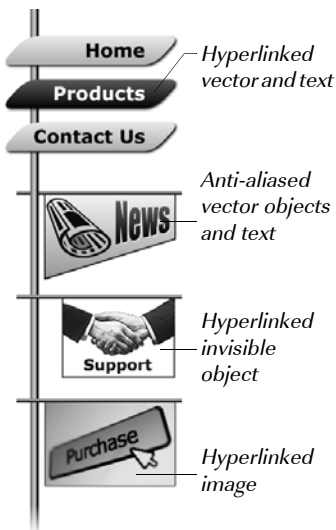 Home
Products
Contact Us
Hyperlinked
vector and text
News
Anti-aliased
vector objects
and text
Support
Hyperlinked
invisible
object
Purchase
Hyperlinked
image